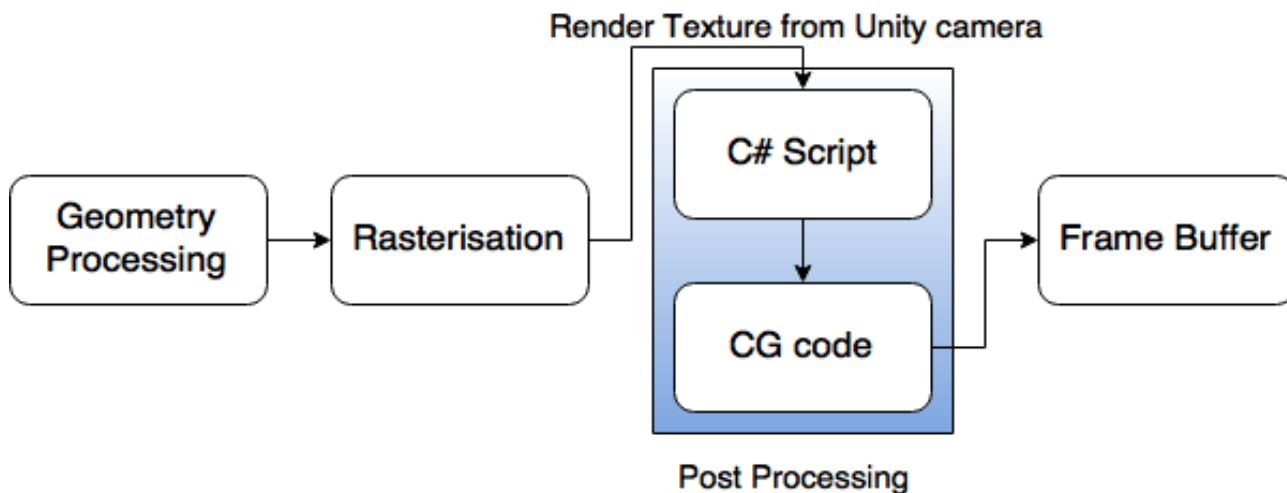 Render Texture from Unity camera
Geometry
Processing
Rasterisation
C# Script
CG code
Frame Buffer
Post Processing